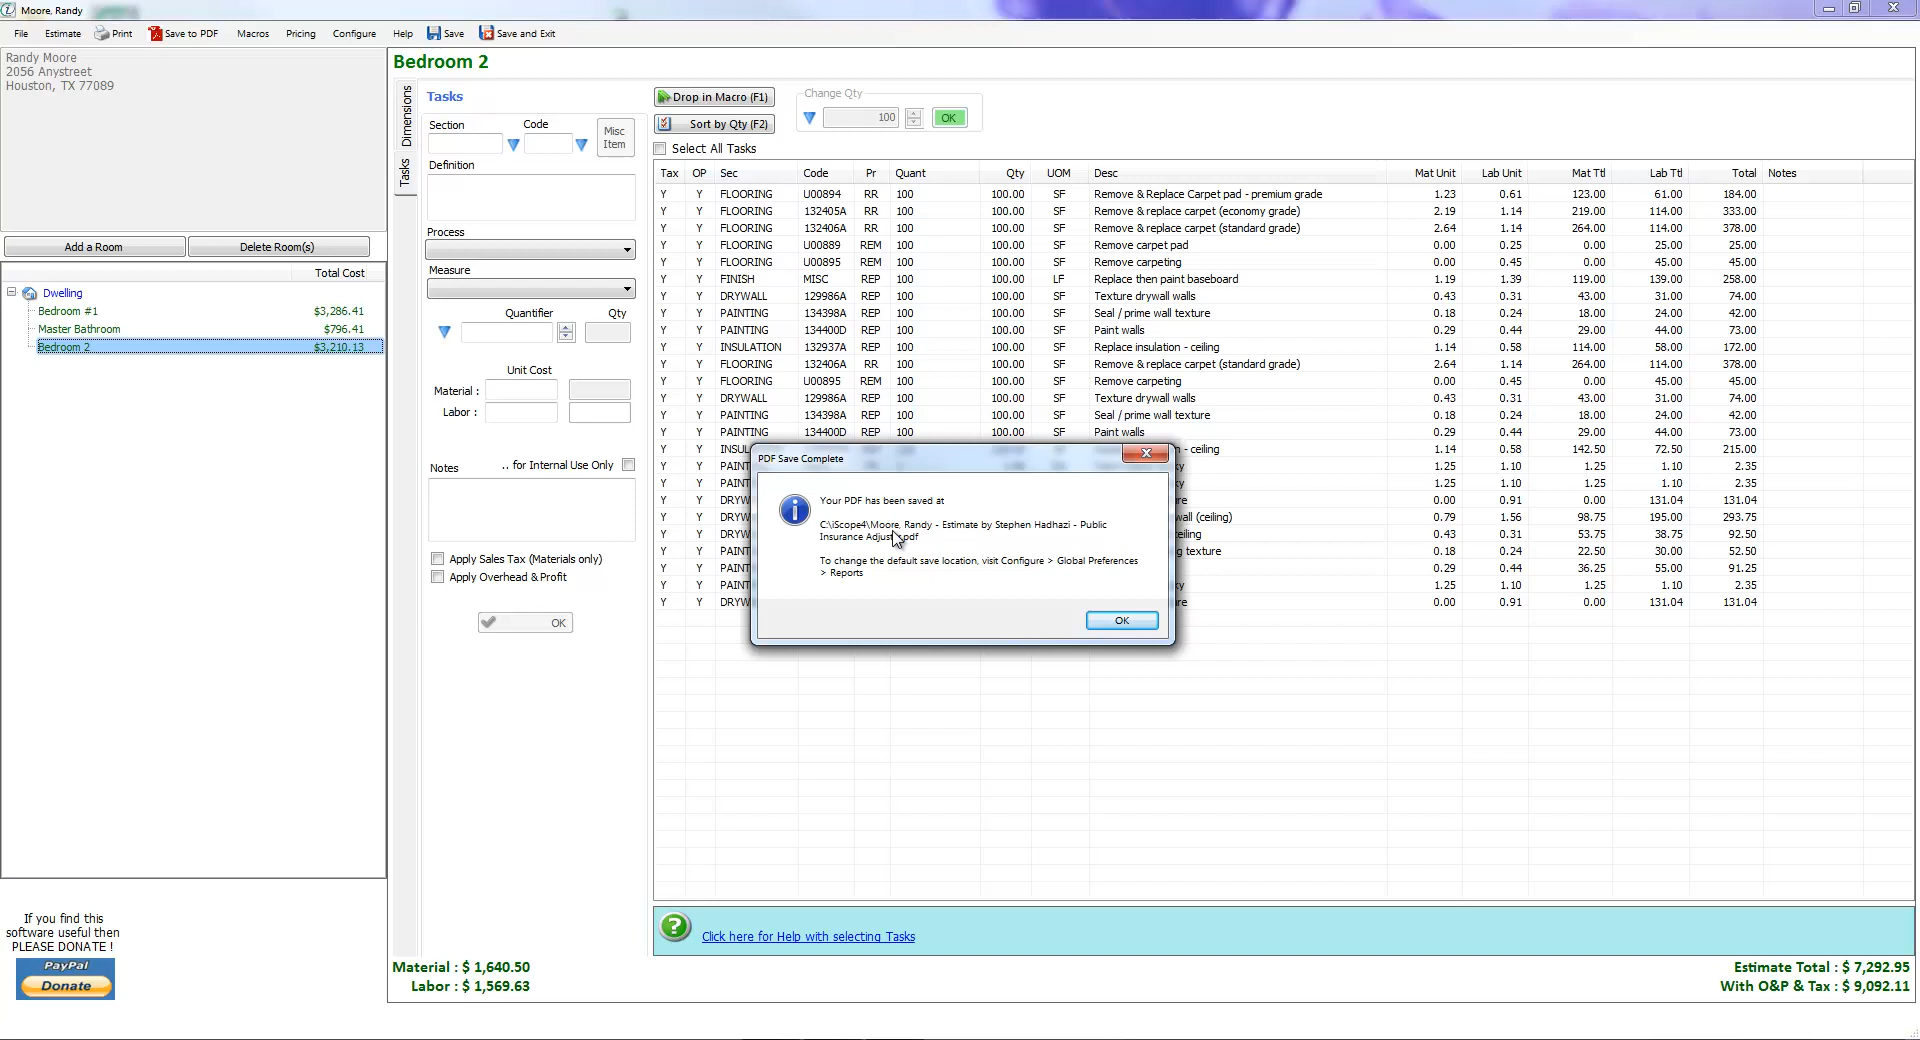 Moore, Randy
File Estimate Print Save to PDF Macros Pricing Configure Help Save Save and Exit
Randy Moore
2056 Anystreet
Houston, TX 77089
Add a Room Delete Room(s)
Total Cost
Dwelling
Bedroom #1 $3,286.41
Master Bathroom $796.41
Bedroom 2 $3,210.13
If you find this
software useful then
PLEASE DONATE !
PayPal
Donate
Bedroom 2
Dimensions
Tasks
Tasks
Section Code
Misc
Item
Definition
Process
Measure
Quantifier Qty
Unit Cost
Material :
Labor :
Notes .. for Internal Use Only
Apply Sales Tax (Materials only)
Apply Overhead & Profit
OK
Drop in Macro (F1)
Sort by Qty (F2)
Change Qty
100 OK
Select All Tasks
Tax OP Sec Code Pr Quant Qty UOM Desc Mat Unit Lab Unit Mat Ttl Lab Ttl Total Notes
Y Y FLOORING U00894 RR 100 100.00 SF Remove & Replace Carpet pad - premium grade 1.23 0.61 123.00 61.00 184.00
Y Y FLOORING 132405A RR 100 100.00 SF Remove & replace carpet (economy grade) 2.19 1.14 219.00 114.00 333.00
Y Y FLOORING 132406A RR 100 100.00 SF Remove & replace carpet (standard grade) 2.64 1.14 264.00 114.00 378.00
Y Y FLOORING U00889 REM 100 100.00 SF Remove carpet pad 0.00 0.25 0.00 25.00 25.00
Y Y FLOORING U00895 REM 100 100.00 SF Remove carpeting 0.00 0.45 0.00 45.00 45.00
Y Y FINISH MISC REP 100 100.00 LF Replace then paint baseboard 1.19 1.39 119.00 139.00 258.00
Y Y DRYWALL 129986A REP 100 100.00 SF Texture drywall walls 0.43 0.31 43.00 31.00 74.00
Y Y PAINTING 134398A REP 100 100.00 SF Seal / prime wall texture 0.18 0.24 18.00 24.00 42.00
Y Y PAINTING 134400D REP 100 100.00 SF Paint walls 0.29 0.44 29.00 44.00 73.00
Y Y INSULATION 132937A REP 100 100.00 SF Replace insulation - ceiling 1.14 0.58 114.00 58.00 172.00
Y Y FLOORING 132406A RR 100 100.00 SF Remove & replace carpet (standard grade) 2.64 1.14 264.00 114.00 378.00
Y Y FLOORING U00895 REM 100 100.00 SF Remove carpeting 0.00 0.45 0.00 45.00 45.00
Y Y DRYWALL 129986A REP 100 100.00 SF Texture drywall walls 0.43 0.31 43.00 31.00 74.00
Y Y PAINTING 134398A REP 100 100.00 SF Seal / prime wall texture 0.18 0.24 18.00 24.00 42.00
Y Y PAINTING 134400D REP 100 100.00 SF Paint walls 0.29 0.44 29.00 44.00 73.00
Y Y INSUL - ceiling 1.14 0.58 142.50 72.50 215.00
Y Y PAINT ky 1.25 1.10 1.25 1.10 2.35
Y Y PAINT ky 1.25 1.10 1.25 1.10 2.35
Y Y DRYW re 0.00 0.91 0.00 131.04 131.04
Y Y DRYW wall (ceiling) 0.79 1.56 98.75 195.00 293.75
Y Y DRYW ceiling 0.43 0.31 53.75 38.75 92.50
Y Y PAINT g texture 0.18 0.24 22.50 30.00 52.50
Y Y PAINT 0.29 0.44 36.25 55.00 91.25
Y Y PAINT ky 1.25 1.10 1.25 1.10 2.35
Y Y DRYW re 0.00 0.91 0.00 131.04 131.04
PDF Save Complete
Your PDF has been saved at
C:\iScope4\Moore, Randy - Estimate by Stephen Hadhazi - Public
Insurance .pdf
To change the default save location, visit Configure > Global Preferences
> Reports
OK
Click here for Help with selecting Tasks
Material : $ 1,640.50
Labor : $ 1,569.63
Estimate Total : $ 7,292.95
With O&P & Tax : $ 9,092.11